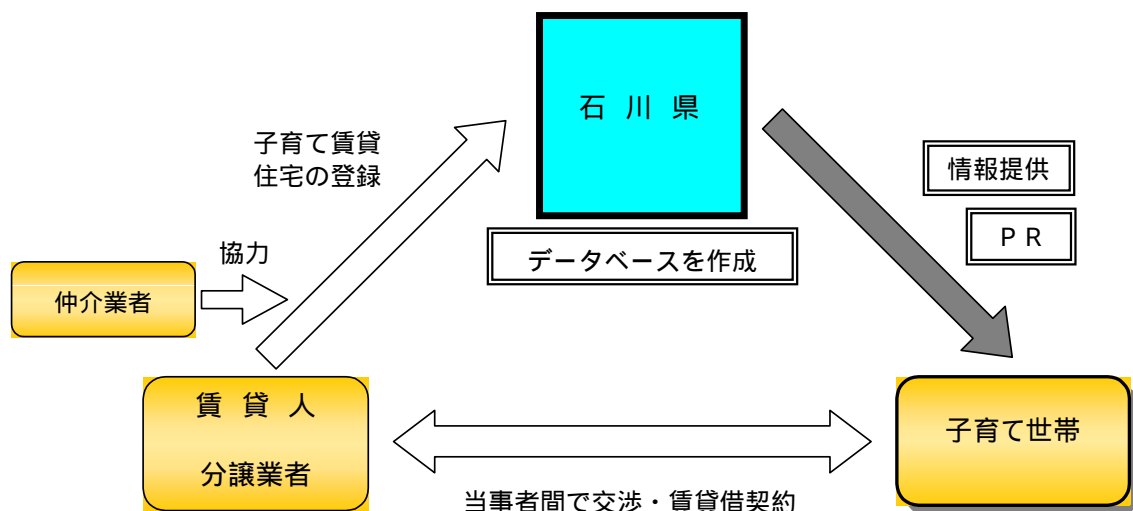 石川県
子育て賃貸
住宅の登録
情報提供
PR
協力
データベースを作成
仲介業者
賃貸人
分譲業者
子育て世帯
当事者間で交渉・賃貸借契約